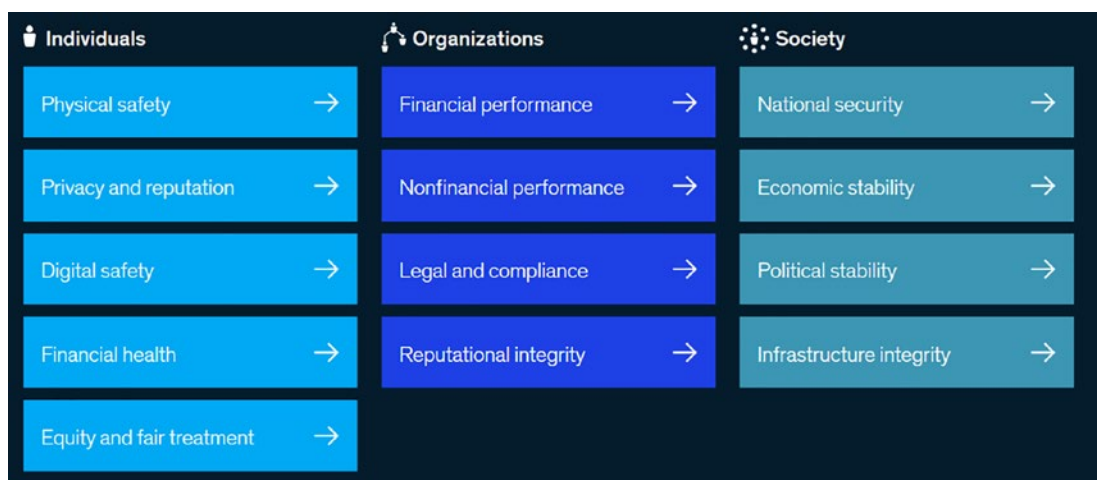 Individuals
Physical safety
Privacy and reputation
Digital safety
Financial health
Equity and fair treatment
Organizations
Financial performance
Nonfinancial performance
Legal and compliance
Reputational integrity
Society
National security
Economic stability
Political stability
Infrastructure integrity